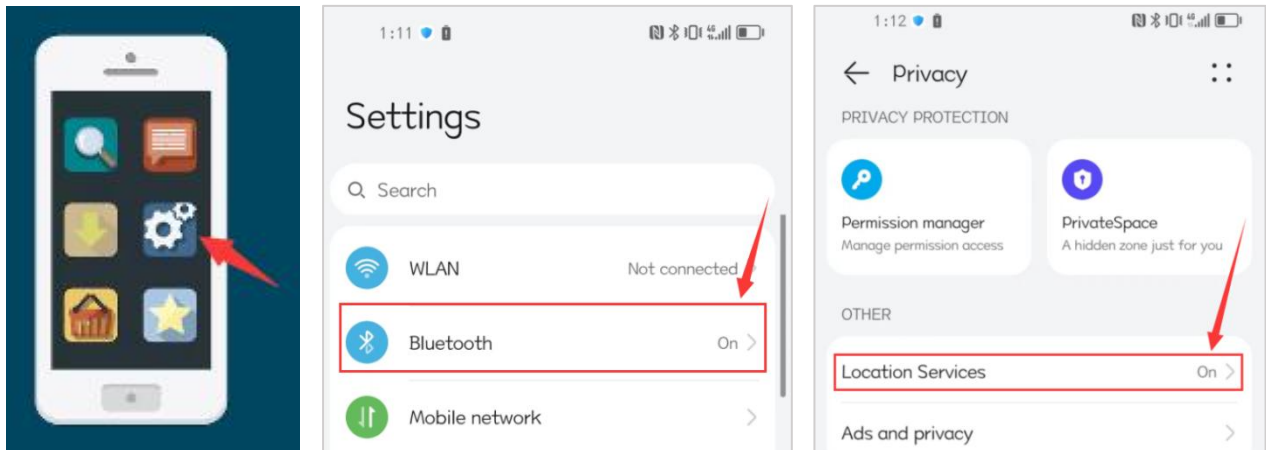 1:11
Settings
Search
WLAN
Not connected
Bluetooth
On
Mobile network
1:12
Privacy
PRIVACY PROTECTION
Permission manager
Manage permission access
PrivateSpace
A hidden zone just for you
OTHER
Location Services
On
Ads and privacy